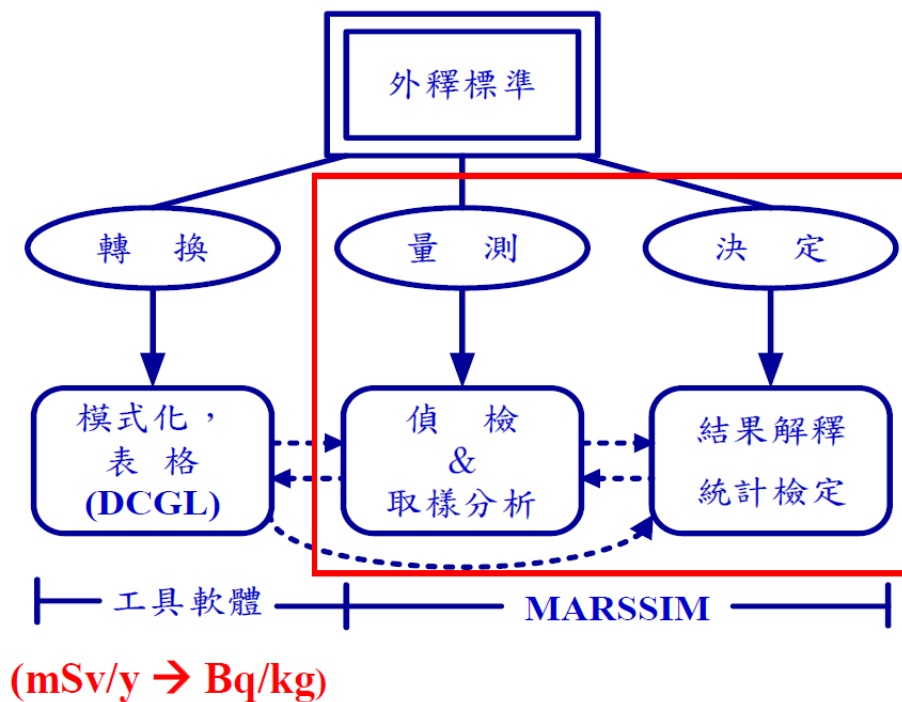 外釋標準
轉 換
量 測
決 定
模式化，
表 格
(DCGL)
偵 檢
&
取樣分析
結果解釋
統計檢定
工具軟體
MARSSIM
(mSv/y → Bq/kg)